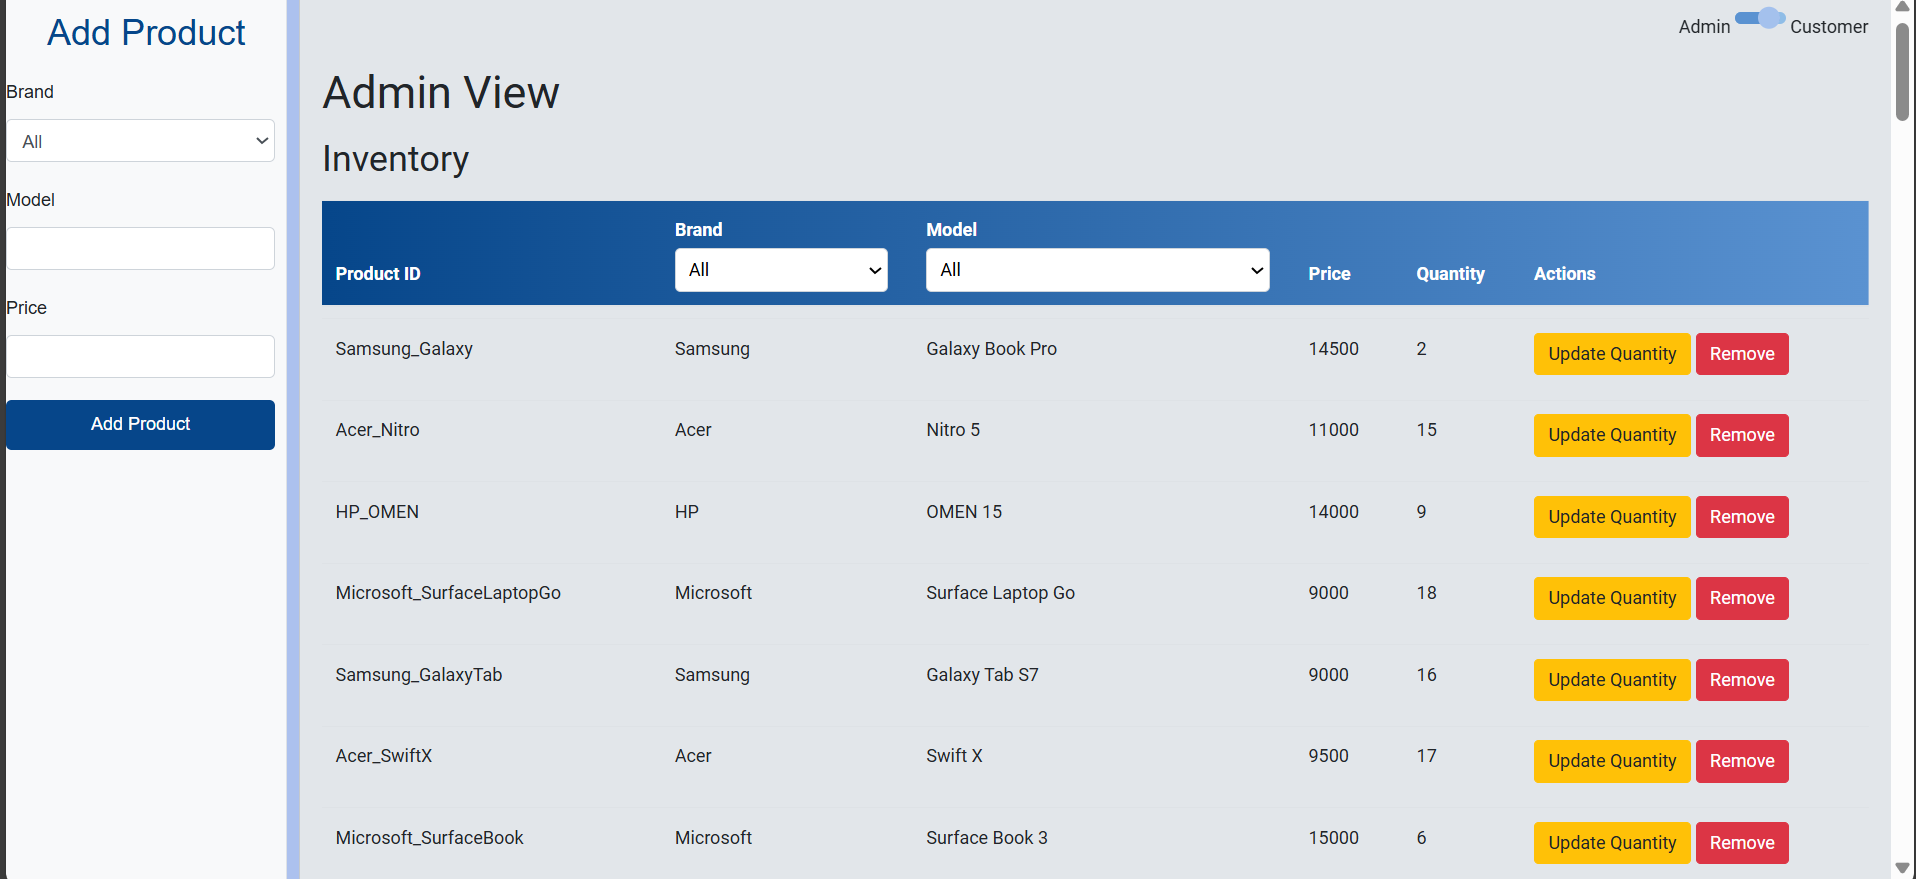 Add Product
Brand
All
Model
Price
Add Product
Admin Customer
Admin View
Inventory
Product ID Brand All Model All Price Quantity Actions
Samsung_Galaxy Samsung Galaxy Book Pro 14500 2 Update Quantity Remove
Acer_Nitro Acer Nitro 5 11000 15 Update Quantity Remove
HP_OMEN HP OMEN 15 14000 9 Update Quantity Remove
Microsoft_SurfaceLaptopGo Microsoft Surface Laptop Go 9000 18 Update Quantity Remove
Samsung_GalaxyTab Samsung Galaxy Tab S7 9000 16 Update Quantity Remove
Acer_SwiftX Acer Swift X 9500 17 Update Quantity Remove
Microsoft_SurfaceBook Microsoft Surface Book 3 15000 6 Update Quantity Remove